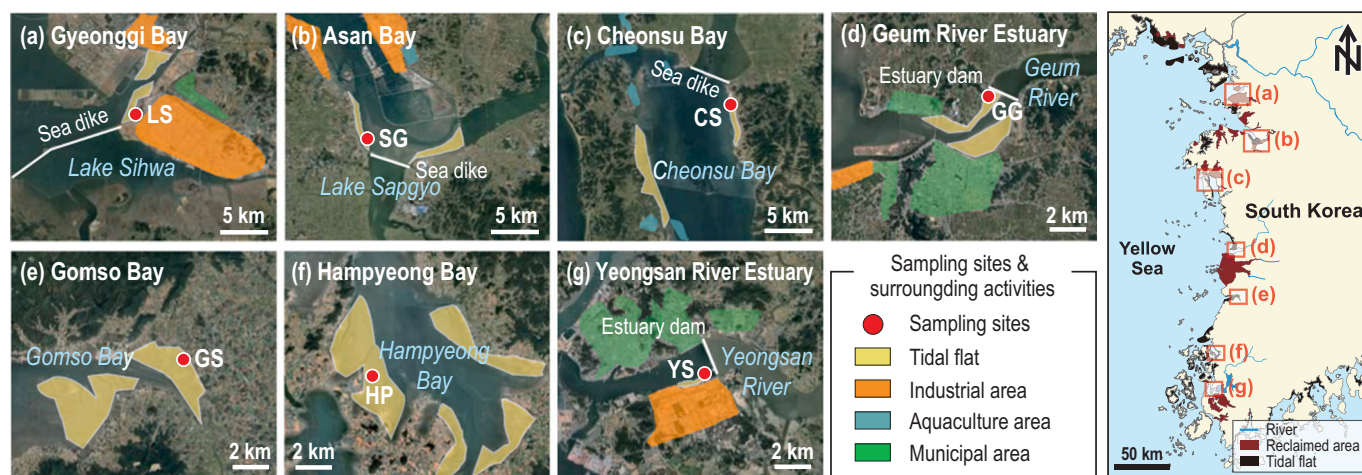 (a) Gyeonggi Bay
LS
Sea dike
Lake Sihwa
5 km
(b) Asan Bay
SG
Sea dike
Lake Sapgyo
5 km
(c) Cheonsu Bay
Sea dike
CS
Cheonsu Bay
5 km
(d) Geum River Estuary
Estuary dam
Geum
River
GG
2 km
(e) Gomso Bay
Gomso Bay
GS
2 km
(f) Hampyeong Bay
Hampyeong
Bay
HP
2 km
(g) Yeongsan River Estuary
Estuary dam
YS
Yeongsan
River
2 km
Sampling sites &
surroungding activities
Sampling sites
Tidal flat
Industrial area
Aquaculture area
Municipal area
N
(a)
(b)
(c)
South Korea
Yellow
Sea
(d)
(e)
(f)
(g)
50 km
River
Reclaimed area
Tidal flat